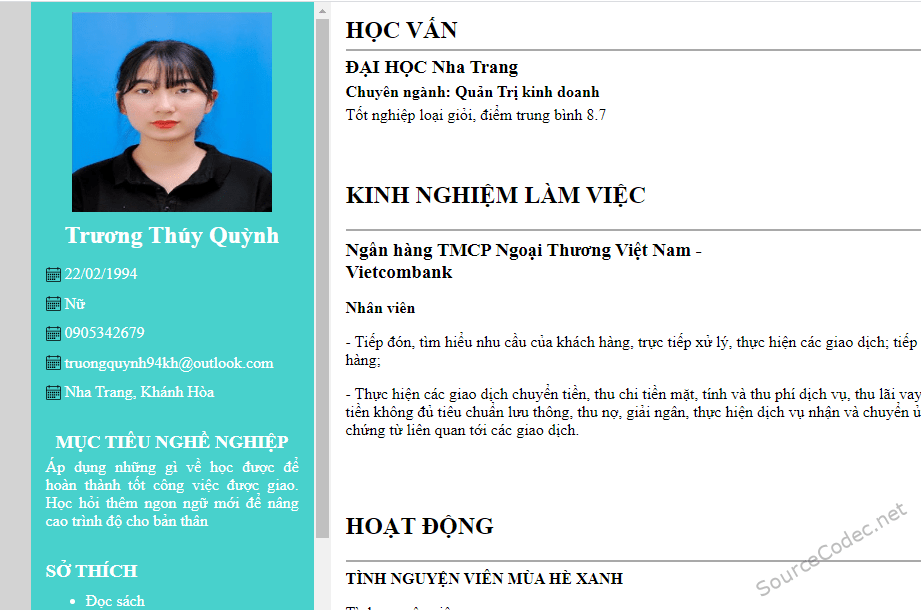 Trương Thúy Quỳnh
22/02/1994
Nữ
0905342679
truongquynh94kh@outlook.com
Nha Trang, Khánh Hòa
MỤC TIÊU NGHỀ NGHIỆP
Áp dụng những gì về học được để
hoàn thành tốt công việc được giao.
Học hỏi thêm ngon ngữ mới để nâng
cao trình độ cho bản thân
SỞ THÍCH
Đọc sách
HỌC VẤN
ĐẠI HỌC Nha Trang
Chuyên ngành: Quản Trị kinh doanh
Tốt nghiệp loại giỏi, điểm trung bình 8.7
KINH NGHIỆM LÀM VIỆC
Ngân hàng TMCP Ngoại Thương Việt Nam -
Vietcombank
Nhân viên
- Tiếp đón, tìm hiểu nhu cầu của khách hàng, trực tiếp xử lý, thực hiện các giao dịch; tiếp
hàng;
- Thực hiện các giao dịch chuyển tiền, thu chi tiền mặt, tính và thu phí dịch vụ, thu lãi vay
tiền không đủ tiêu chuẩn lưu thông, thu nợ, giải ngân, thực hiện dịch vụ nhận và chuyển
chứng từ liên quan tới các giao dịch.
HOẠT ĐỘNG
TÌNH NGUYỆN VIÊN MÙA HÈ XANH
SourceCodec.net